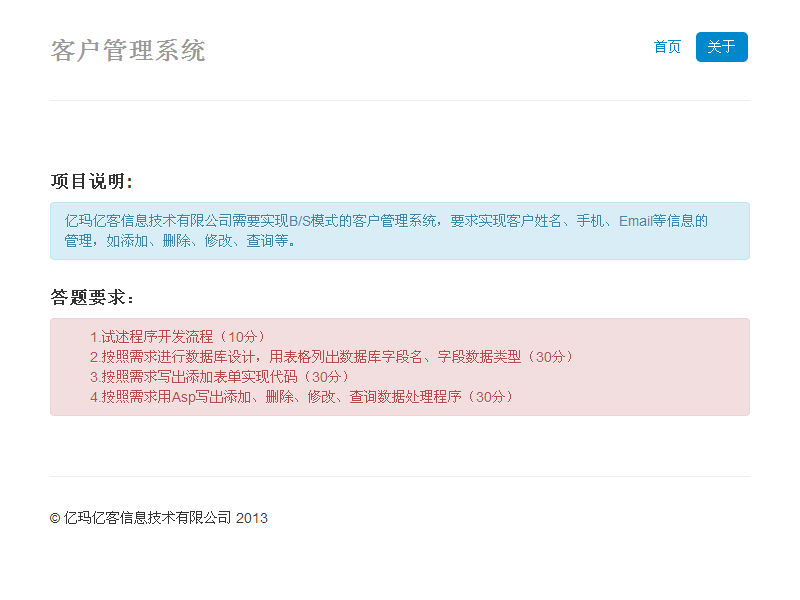 客户管理系统
首页
关于
项目说明:
亿玛亿客信息技术有限公司需要实现B/S模式的客户管理系统，要求实现客户姓名、手机、Email等信息的
管理，如添加、删除、修改、查询等。
答题要求：
1.试述程序开发流程（10分）
2.按照需求进行数据库设计，用表格列出数据库字段名、字段数据类型（30分）
3.按照需求写出添加表单实现代码（30分）
4.按照需求用Asp写出添加、删除、修改、查询数据处理程序（30分）
© 亿玛亿客信息技术有限公司 2013